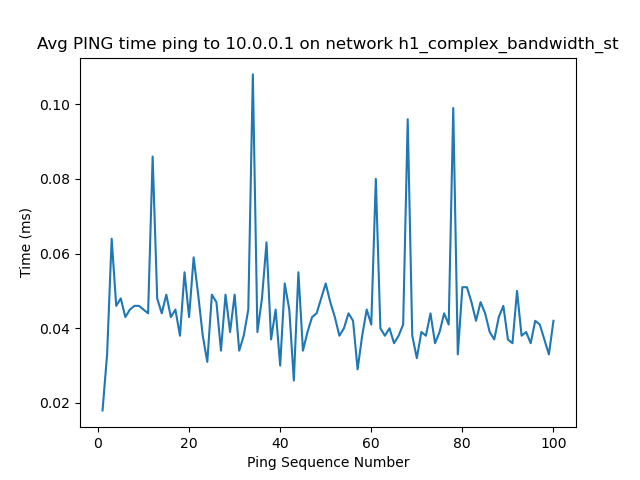 Avg PING time ping to 10.0.0.1 on network h1_complex_bandwidth_st
0.10
0.08
0.06
0.04
0.02
Time (ms)
0 20 40 60 80 100
Ping Sequence Number